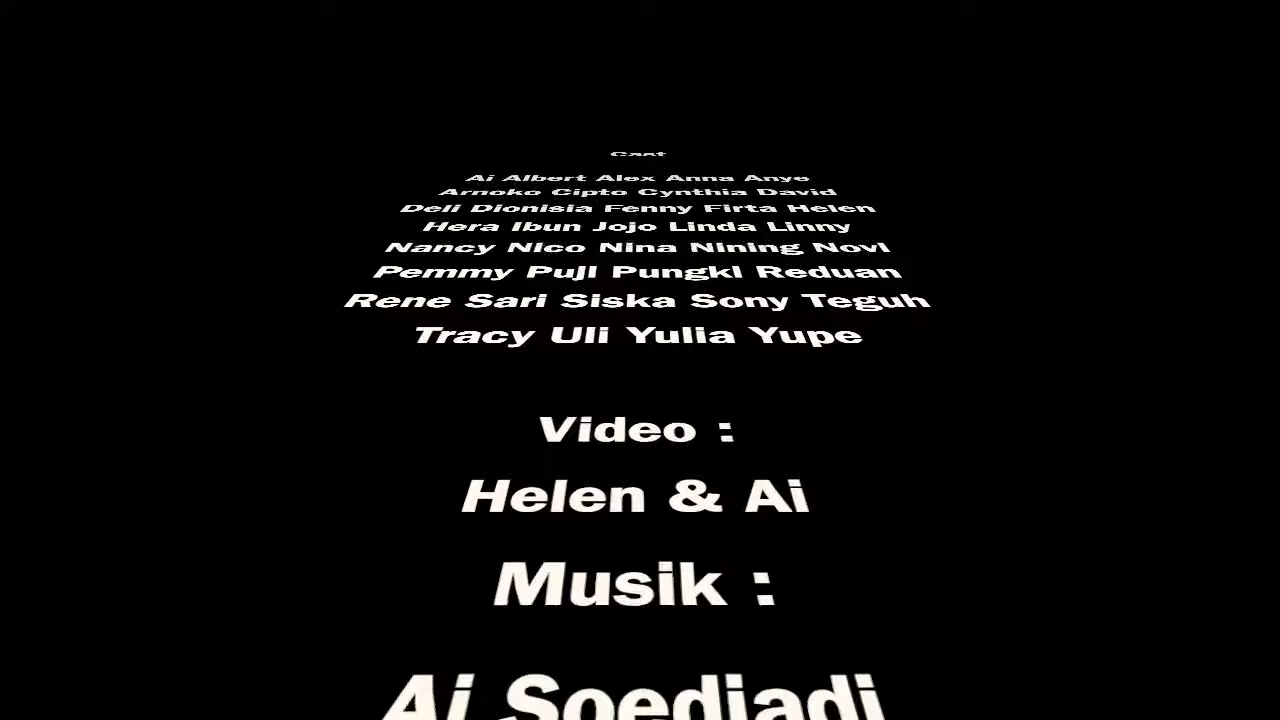 Cast
Ai Albert Alex Anna Anye
Arnoko Cipto Cynthia David
Deli Dionisia Fenny Firta Helen
Hera Ibun Jojo Linda Linny
Nancy Nico Nina Nining Novi
Pemmy Puji Pungki Reduan
Rene Sari Siska Sony Teguh
Tracy Uli Yulia Yupe
Video :
Helen & Ai
Musik :
Ai Soedjadi